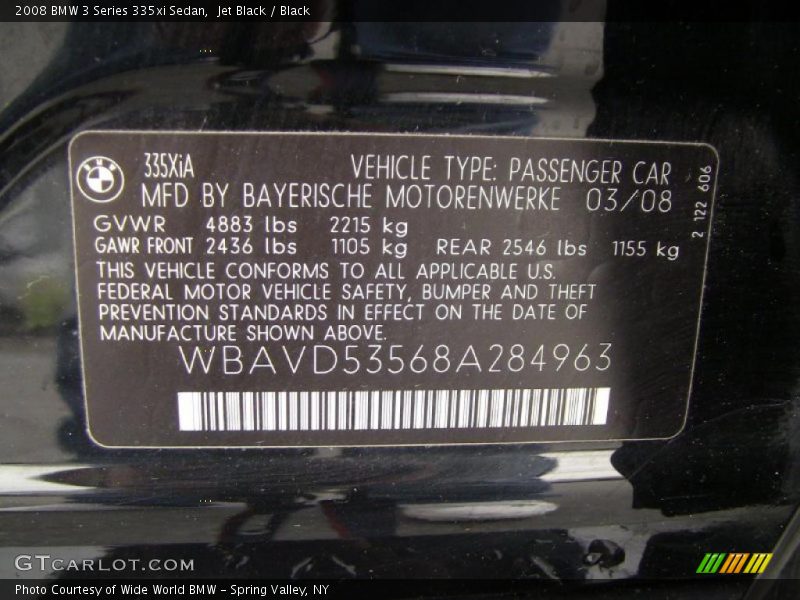 2008 BMW 3 Series 335xi Sedan,  Jet Black / Black
BMW
335XiA VEHICLE TYPE: PASSENGER CAR
MFD BY BAYERISCHE MOTORENWERKE 03/08
2 122 606
GVWR 4883 lbs 2215 kg
GAWR FRONT 2436 lbs 1105 kg REAR 2546 lbs 1155 kg
THIS VEHICLE CONFORMS TO ALL APPLICABLE U.S.
FEDERAL MOTOR VEHICLE SAFETY, BUMPER AND THEFT
PREVENTION STANDARDS IN EFFECT ON THE DATE OF
MANUFACTURE SHOWN ABOVE.
WBAVD53568A284963
GTCARLOT.COM
Photo Courtesy of Wide World BMW - Spring Valley, NY